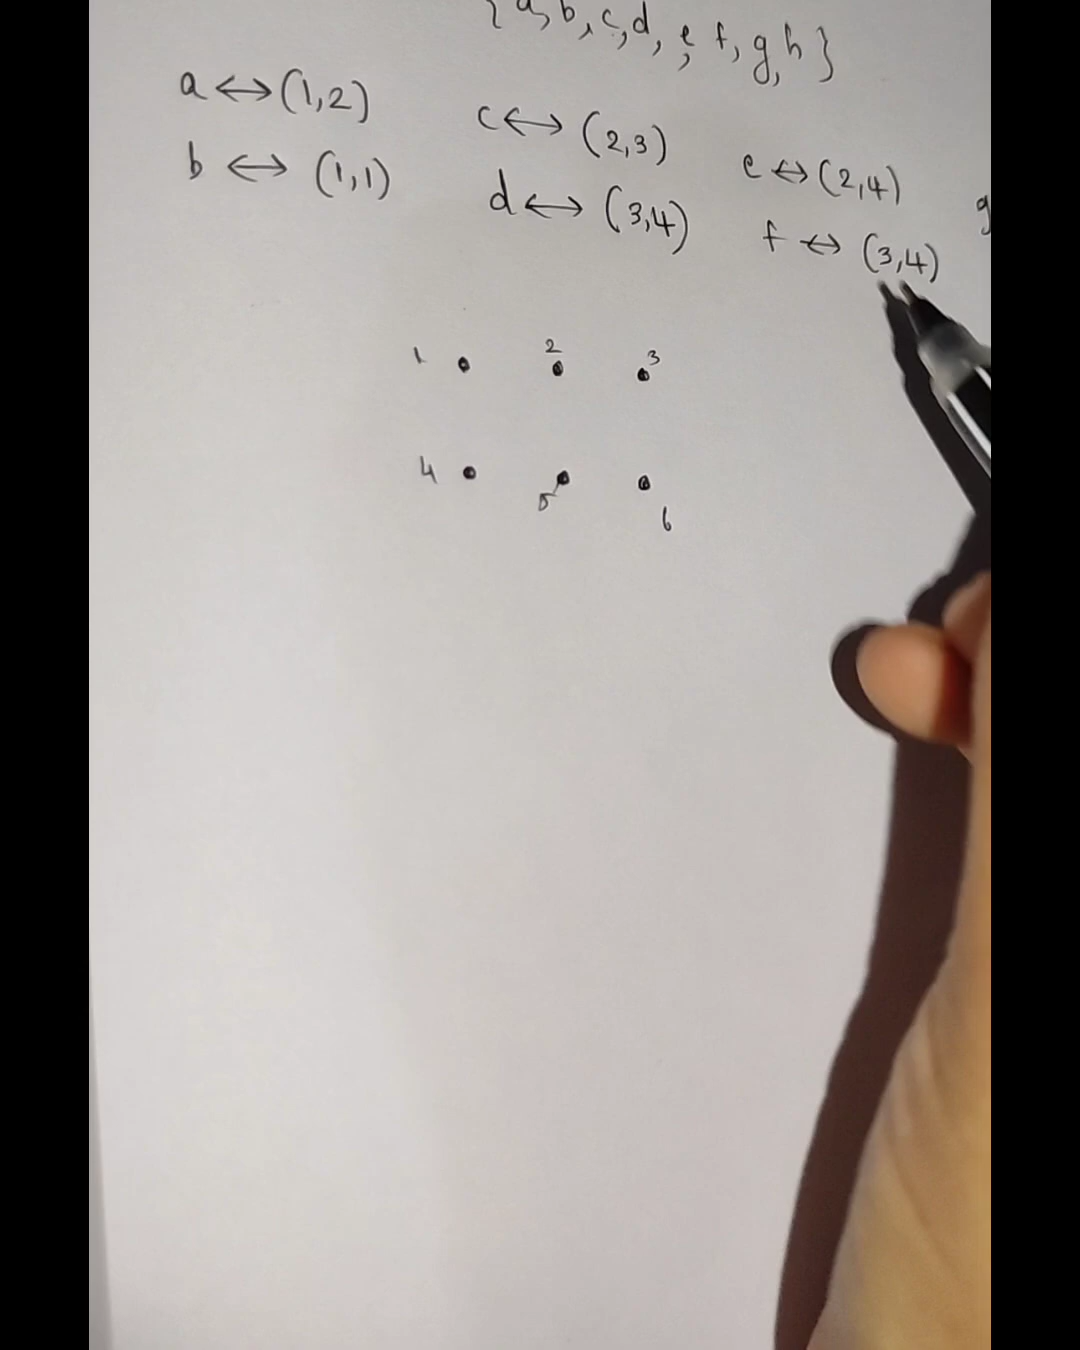 {a,b,c,d,e,f,g,h}
a↔(1,2)
b ↔ (1,1)
c↔ (2,3)
d↔ (3,4)
e ↔ (2,4)
f ↔ (3,4)
g
1
2
3
4
5
6